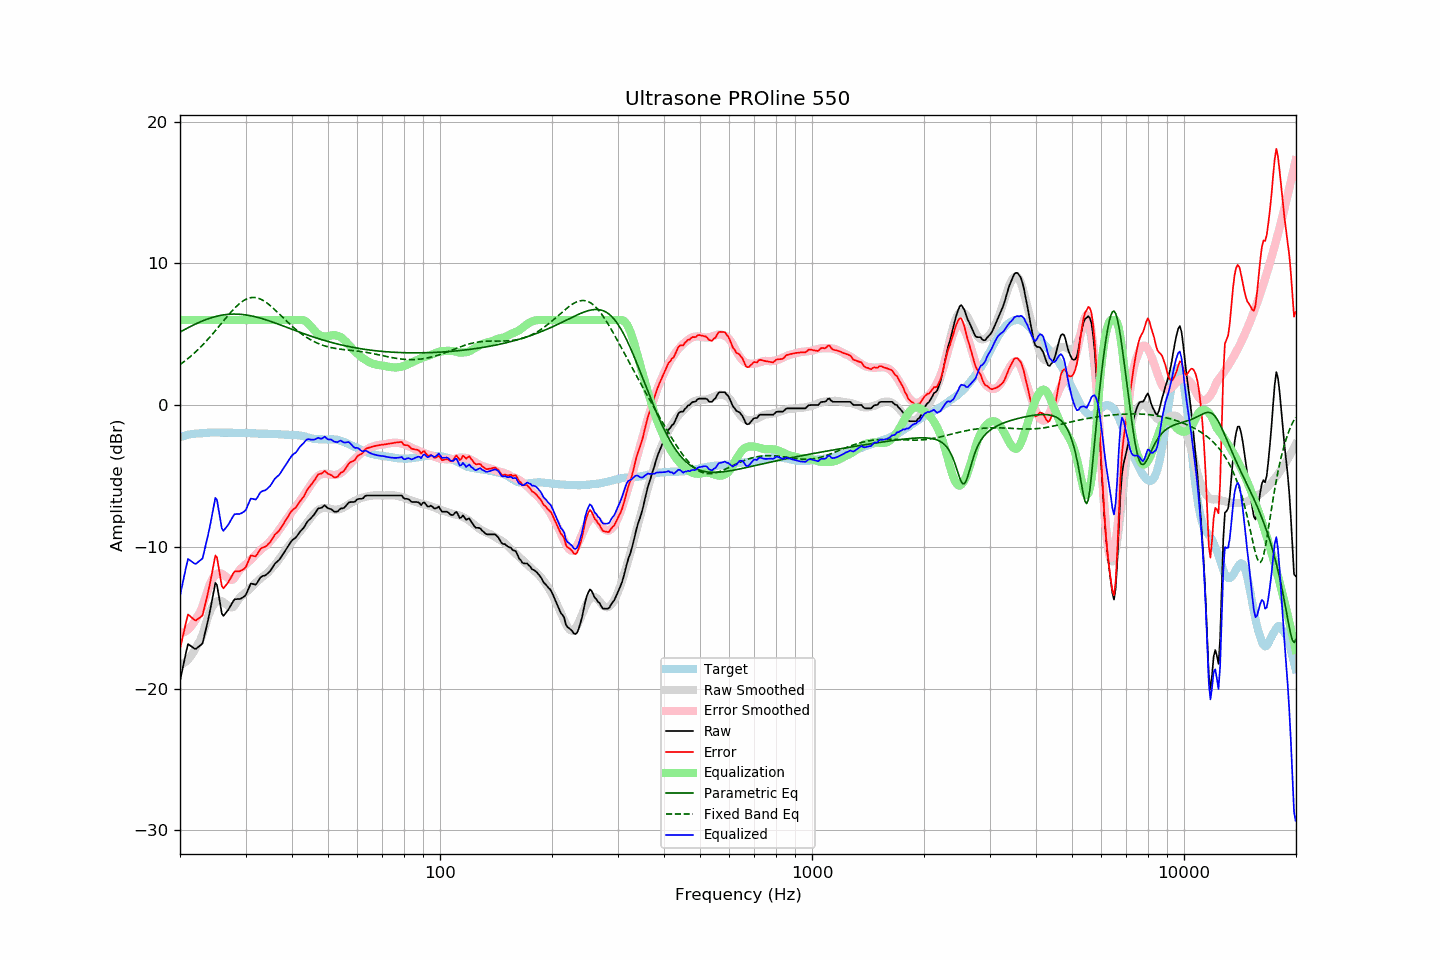 Ultrasone PROline 550
20
10
0
−10
−20
−30
Amplitude (dBr)
Target
Raw Smoothed
Error Smoothed
Raw
Error
Equalization
Parametric Eq
Fixed Band Eq
Equalized
100
1000
10000
Frequency (Hz)